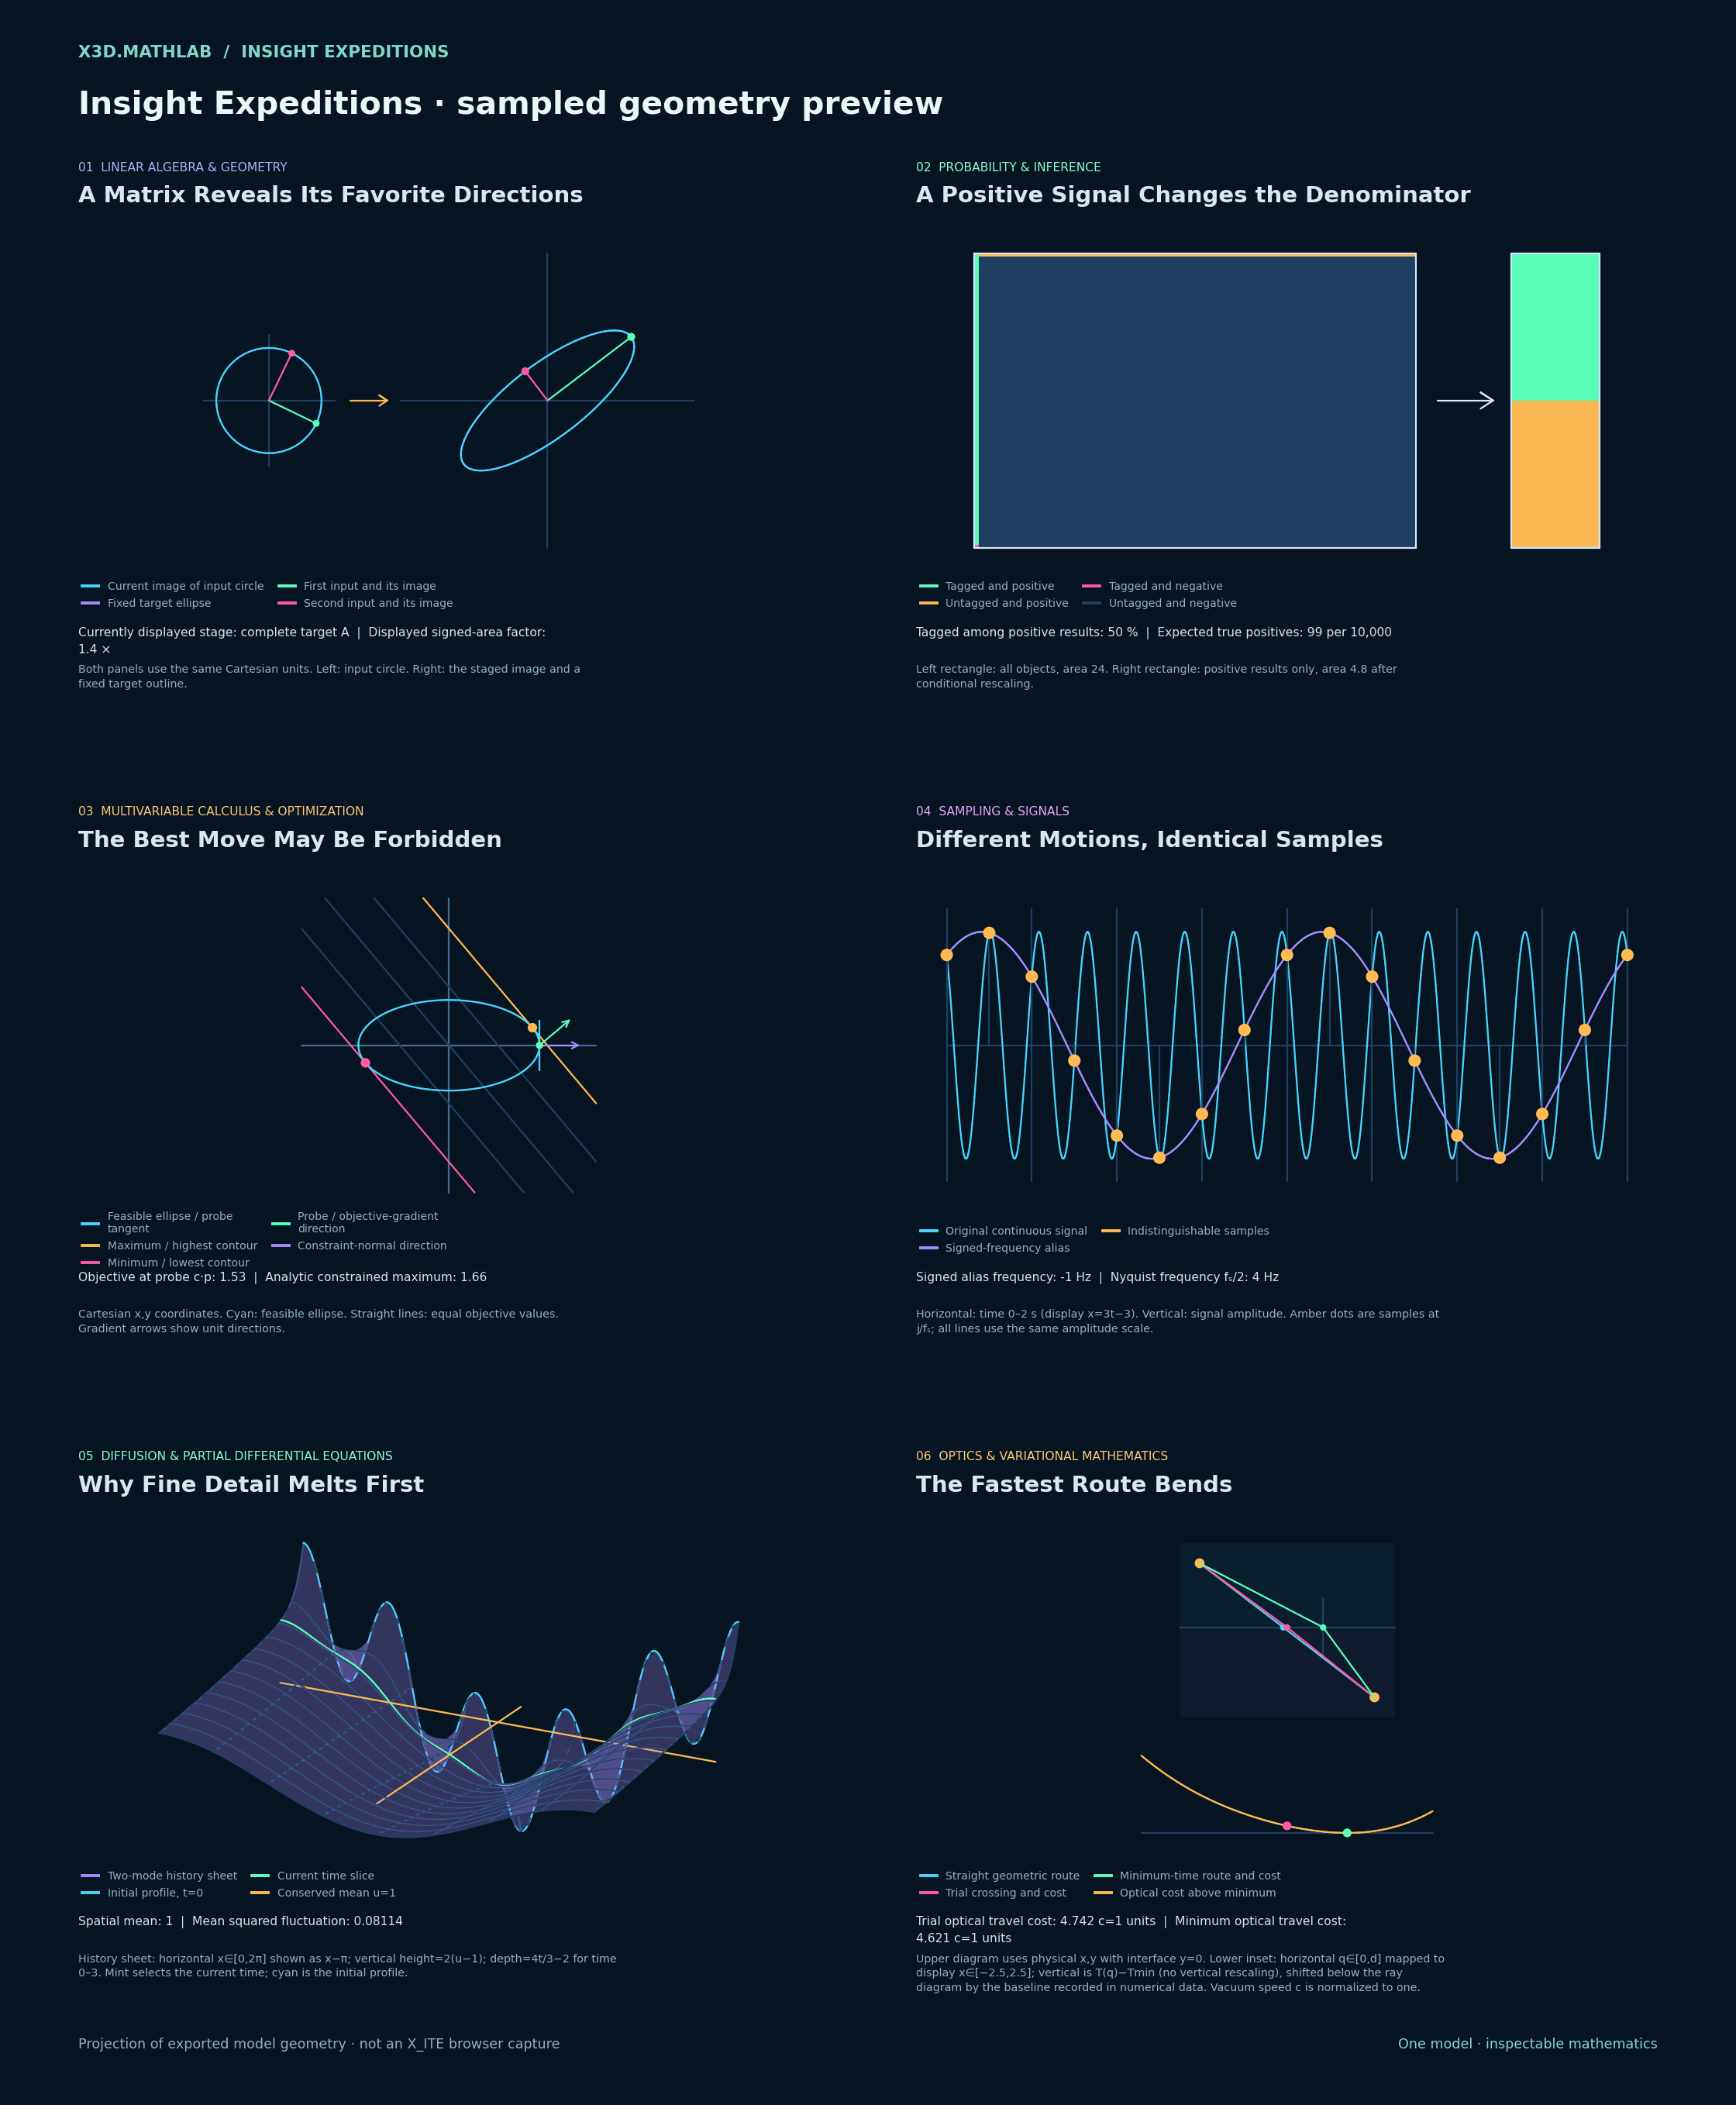 X3D.MATHLAB / INSIGHT EXPEDITIONS
Insight Expeditions · sampled geometry preview
01 LINEAR ALGEBRA & GEOMETRY
A Matrix Reveals Its Favorite Directions
Current image of input circle
First input and its image
Fixed target ellipse
Second input and its image
Currently displayed stage: complete target A | Displayed signed-area factor:
1.4 ×
Both panels use the same Cartesian units. Left: input circle. Right: the staged image and a
fixed target outline.
02 PROBABILITY & INFERENCE
A Positive Signal Changes the Denominator
Tagged and positive
Tagged and negative
Untagged and positive
Untagged and negative
Tagged among positive results: 50 % | Expected true positives: 99 per 10,000
Left rectangle: all objects, area 24. Right rectangle: positive results only, area 4.8 after
conditional rescaling.
03 MULTIVARIABLE CALCULUS & OPTIMIZATION
The Best Move May Be Forbidden
Feasible ellipse / probe
tangent
Probe / objective-gradient
direction
Maximum / highest contour
Constraint-normal direction
Minimum / lowest contour
Objective at probe c·p: 1.53 | Analytic constrained maximum: 1.66
Cartesian x,y coordinates. Cyan: feasible ellipse. Straight lines: equal objective values.
Gradient arrows show unit directions.
04 SAMPLING & SIGNALS
Different Motions, Identical Samples
Original continuous signal
Indistinguishable samples
Signed-frequency alias
Signed alias frequency: -1 Hz | Nyquist frequency fₛ/2: 4 Hz
Horizontal: time 0–2 s (display x=3t−3). Vertical: signal amplitude. Amber dots are samples at
j/fₛ; all lines use the same amplitude scale.
05 DIFFUSION & PARTIAL DIFFERENTIAL EQUATIONS
Why Fine Detail Melts First
Two-mode history sheet
Current time slice
Initial profile, t=0
Conserved mean u=1
Spatial mean: 1 | Mean squared fluctuation: 0.08114
History sheet: horizontal x∈[0,2π] shown as x−π; vertical height=2(u−1); depth=4t/3−2 for time
0–3. Mint selects the current time; cyan is the initial profile.
06 OPTICS & VARIATIONAL MATHEMATICS
The Fastest Route Bends
Straight geometric route
Minimum-time route and cost
Trial crossing and cost
Optical cost above minimum
Trial optical travel cost: 4.742 c=1 units | Minimum optical travel cost:
4.621 c=1 units
Upper diagram uses physical x,y with interface y=0. Lower inset: horizontal q∈[0,d] mapped to
display x∈[−2.5,2.5]; vertical is T(q)−Tmin (no vertical rescaling), shifted below the ray
diagram by the baseline recorded in numerical data. Vacuum speed c is normalized to one.
Projection of exported model geometry · not an X_ITE browser capture
One model · inspectable mathematics